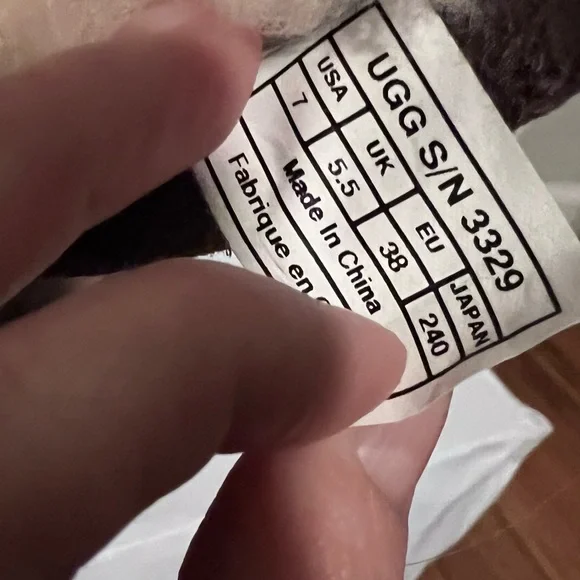 UGG S/N 3329
USA UK EU JAPAN
7 5.5 38 240
Made In China
Fabrique en